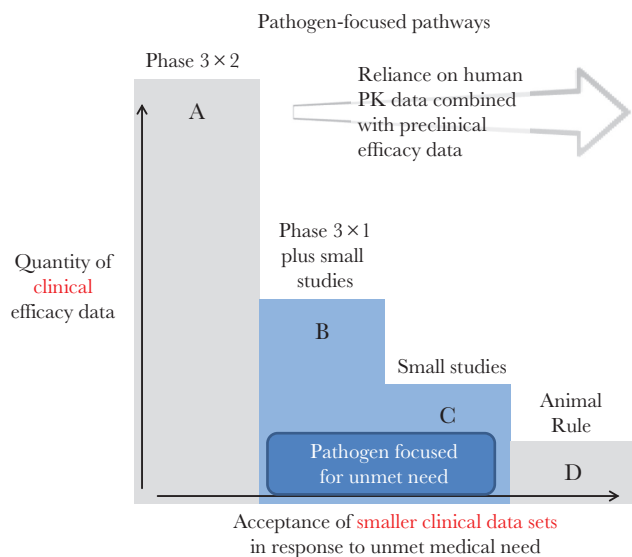 Pathogen-focused pathways
Phase 3 × 2
A
Reliance on human
PK data combined
with preclinical
efficacy data
Quantity of
clinical
efficacy data
Phase 3 × 1
plus small
studies
B
Small studies
C
Pathogen focused
for unmet need
Animal
Rule
D
Acceptance of smaller clinical data sets
in response to unmet medical need